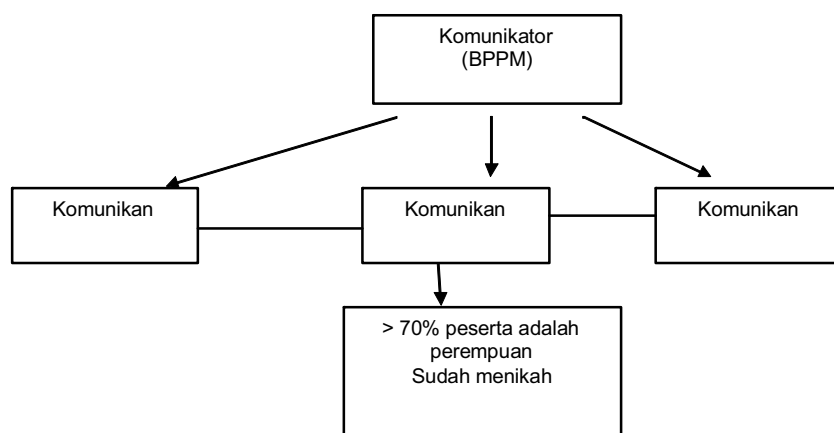 Komunikator
(BPPM)
Komunikan
Komunikan
Komunikan
> 70% peserta adalah
perempuan
Sudah menikah